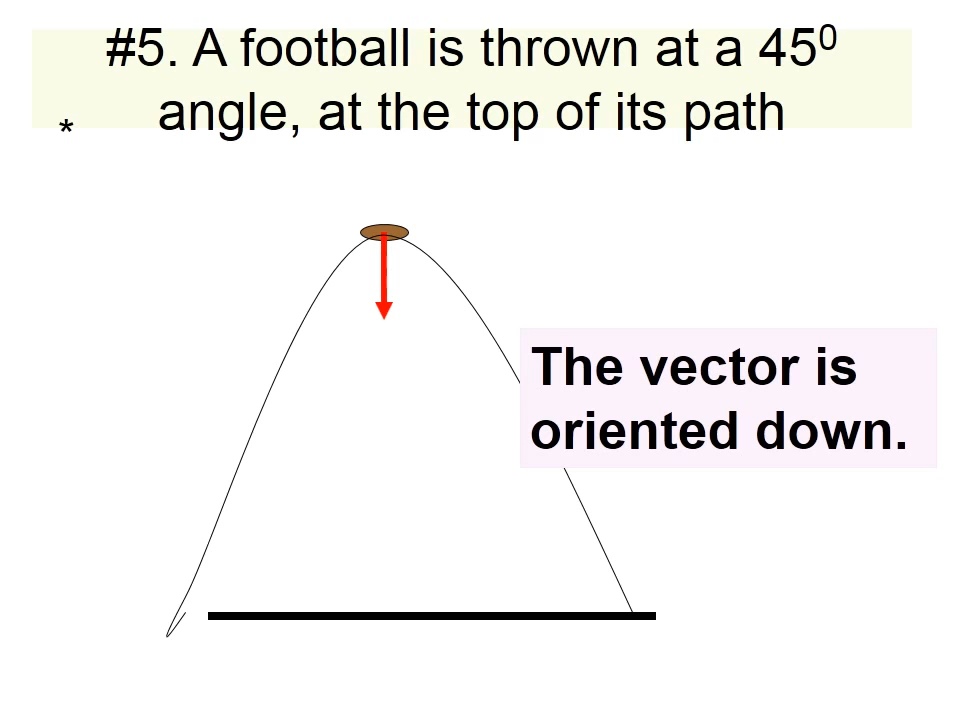 #5. A football is thrown at a 45⁰
angle, at the top of its path
*
The vector is
oriented down.